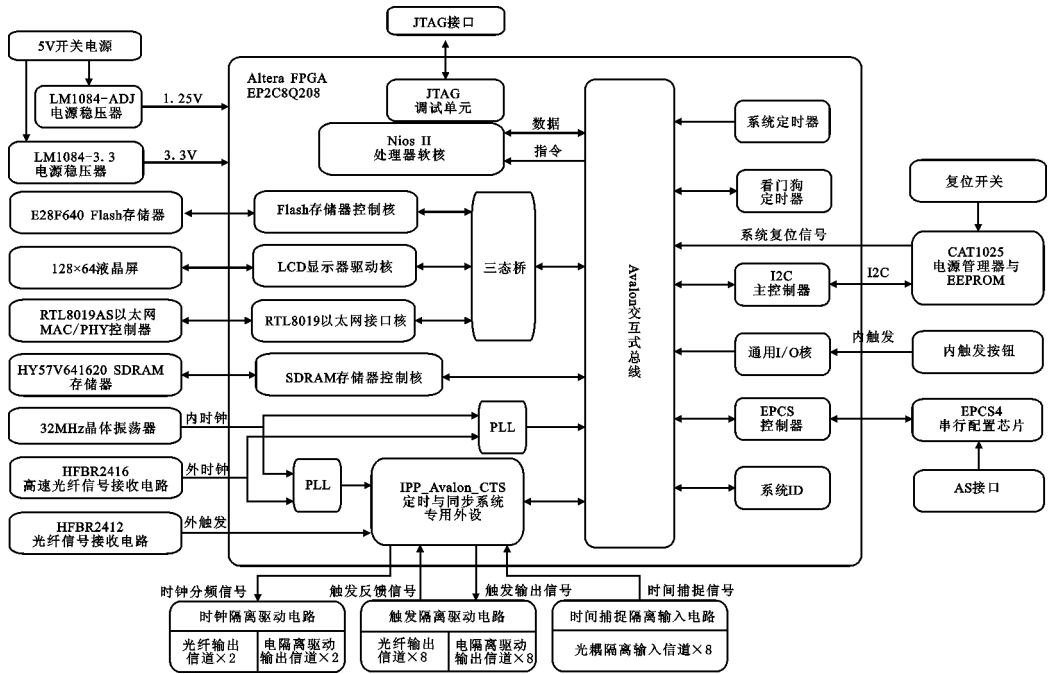 JTAG接口
5V开关电源
Altera FPGA
EP2C8Q208
JTAG
调试单元
LM1084-ADJ
电源稳压器
1.25V
系统定时器
Nios II
处理器软核
数据
指令
LM1084-3.3
电源稳压器
3.3V
看门狗
定时器
复位开关
E28F640 Flash存储器
Flash存储器控制核
系统复位信号
CAT1025
电源管理器与
EEPROM
128×64液晶屏
LCD显示器驱动核
三态桥
Avalon交互式总线
I2C
主控制器
I2C
RTL8019AS以太网
MAC/PHY控制器
RTL8019以太网接口核
通用I/O核
内触发
内触发按钮
HY57V641620 SDRAM
存储器
SDRAM存储器控制核
32MHz晶体振荡器
内时钟
PLL
EPCS
控制器
EPCS4
串行配置芯片
HFBR2416
高速光纤信号接收电路
外时钟
PLL
IPP_Avalon_CTS
定时与同步系统
专用外设
系统ID
AS接口
HFBR2412
光纤信号接收电路
外触发
时钟分频信号
触发反馈信号
触发输出信号
时间捕捉信号
时钟隔离驱动电路
光纤输出
信道×2
电隔离驱动
输出信道×2
触发隔离驱动电路
光纤输出
信道×8
电隔离驱动
输出信道×8
时间捕捉隔离输入电路
光耦隔离输入信道×8